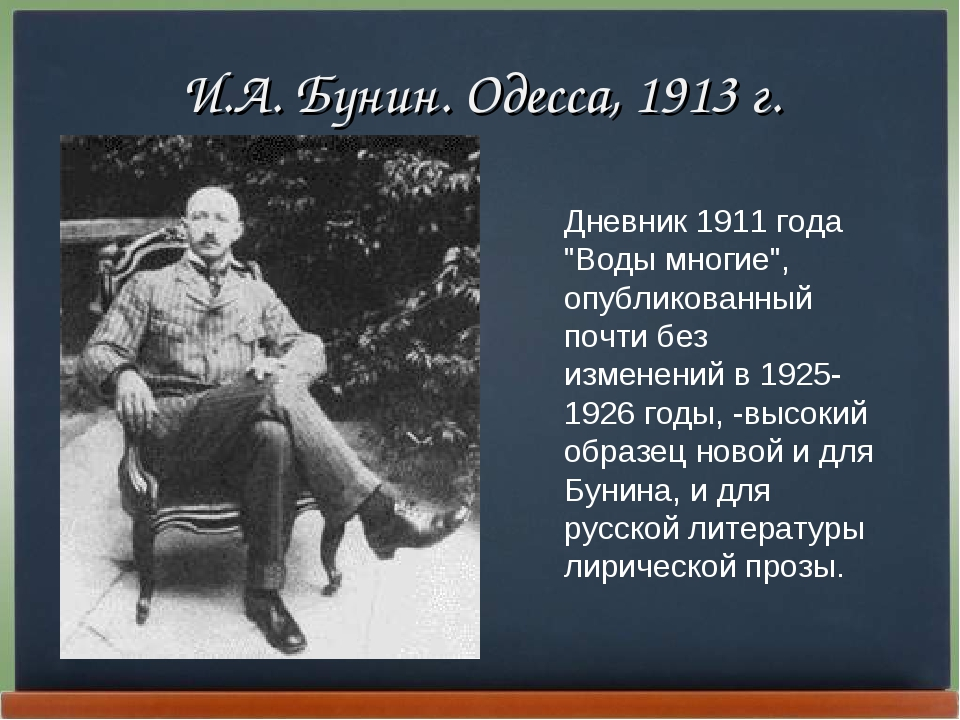 И.А. Бунин. Одесса, 1913 г.
Дневник 1911 года
"Воды многие",
опубликованный
почти без
изменений в 1925-
1926 годы, -высокий
образец новой и для
Бунина, и для
русской литературы
лирической прозы.